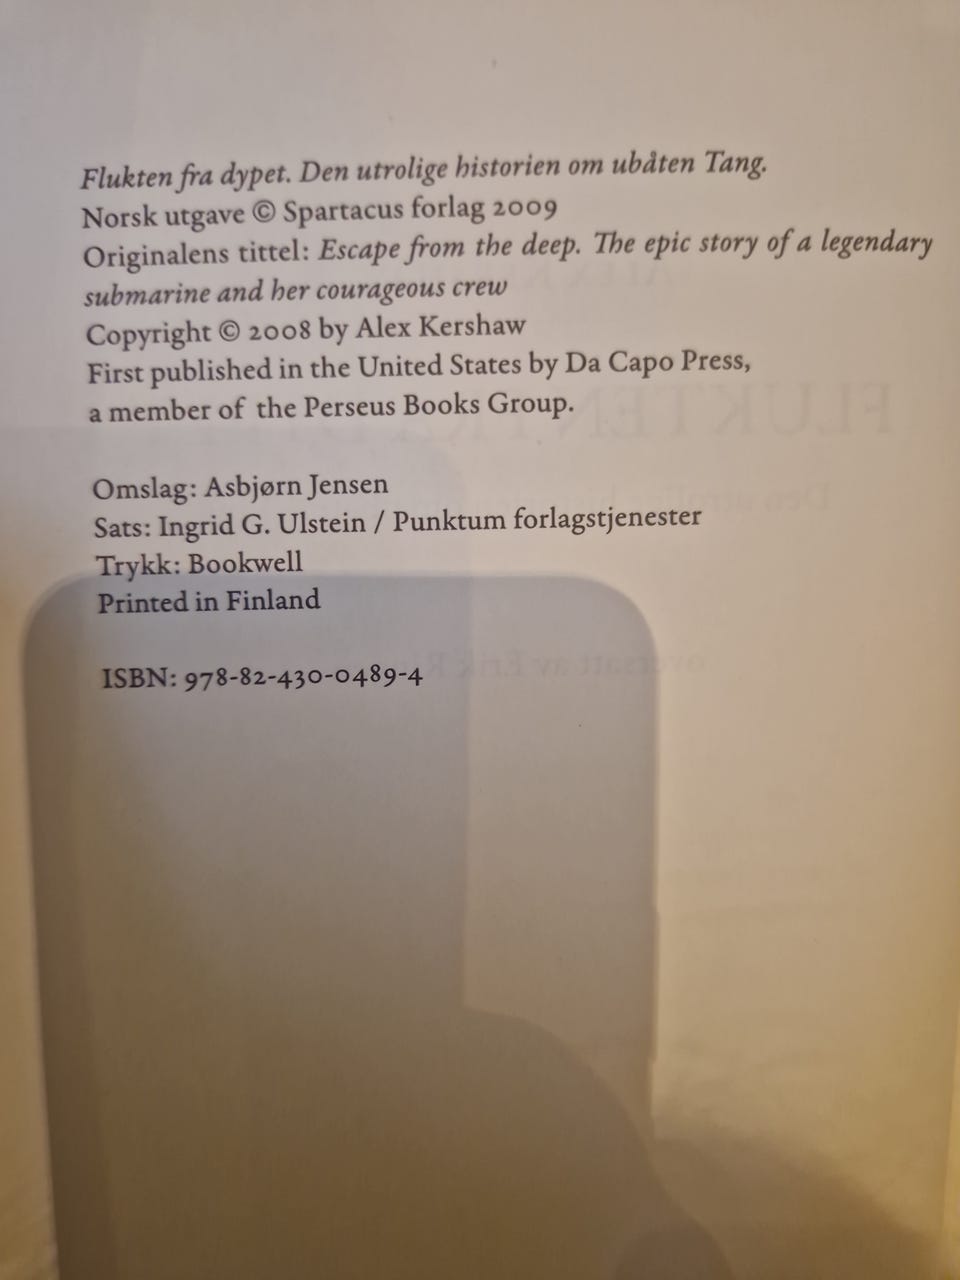 Flukten fra dypet. Den utrolige historien om ubåten Tang.
Norsk utgave © Spartacus forlag 2009
Originalens tittel: Escape from the deep. The epic story of a legendary
submarine and her courageous crew
Copyright © 2008 by Alex Kershaw
First published in the United States by Da Capo Press,
a member of the Perseus Books Group.
Omslag: Asbjørn Jensen
Sats: Ingrid G. Ulstein / Punktum forlagstjenester
Trykk: Bookwell
Printed in Finland
ISBN: 978-82-430-0489-4